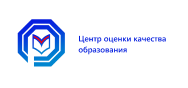 Центр оценки качества
образования